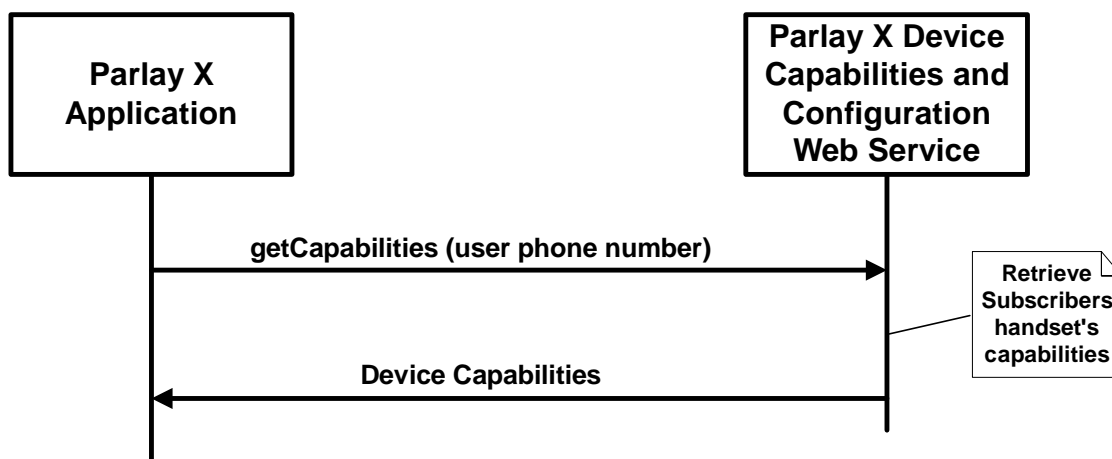 Parlay X
Application
Parlay X Device
Capabilities and
Configuration
Web Service
getCapabilities (user phone number)
Retrieve
Subscribers
handset's
capabilities
Device Capabilities